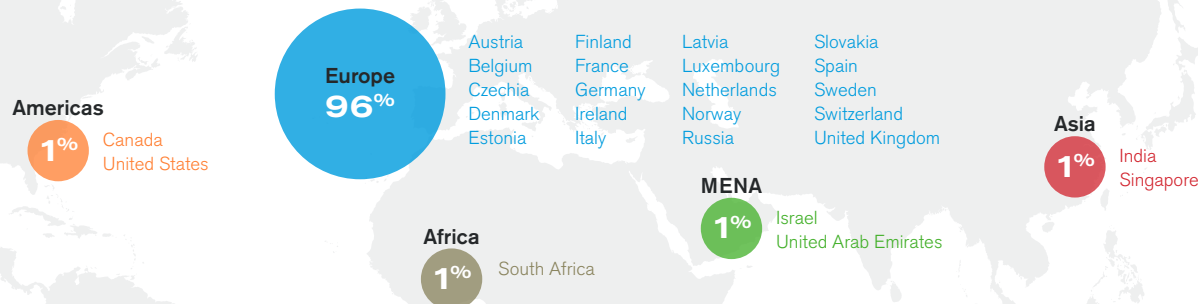 Europe
96%
Austria
Belgium
Czechia
Denmark
Estonia
Finland
France
Germany
Ireland
Italy
Latvia
Luxembourg
Netherlands
Norway
Russia
Slovakia
Spain
Sweden
Switzerland
United Kingdom
Americas
1%
Canada
United States
Asia
1%
India
Singapore
MENA
1%
Israel
United Arab Emirates
Africa
1%
South Africa